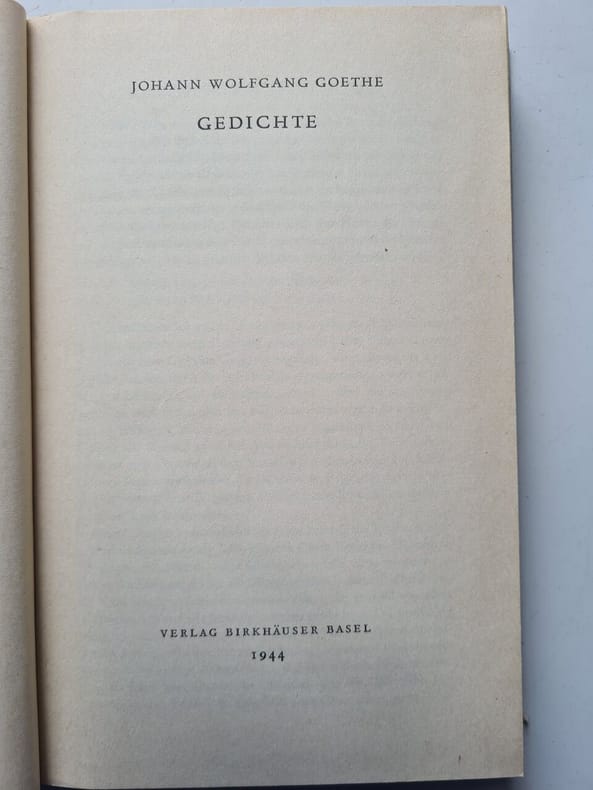 JOHANN WOLFGANG GOETHE
GEDICHTE
VERLAG BIRKHÄUSER BASEL
1944